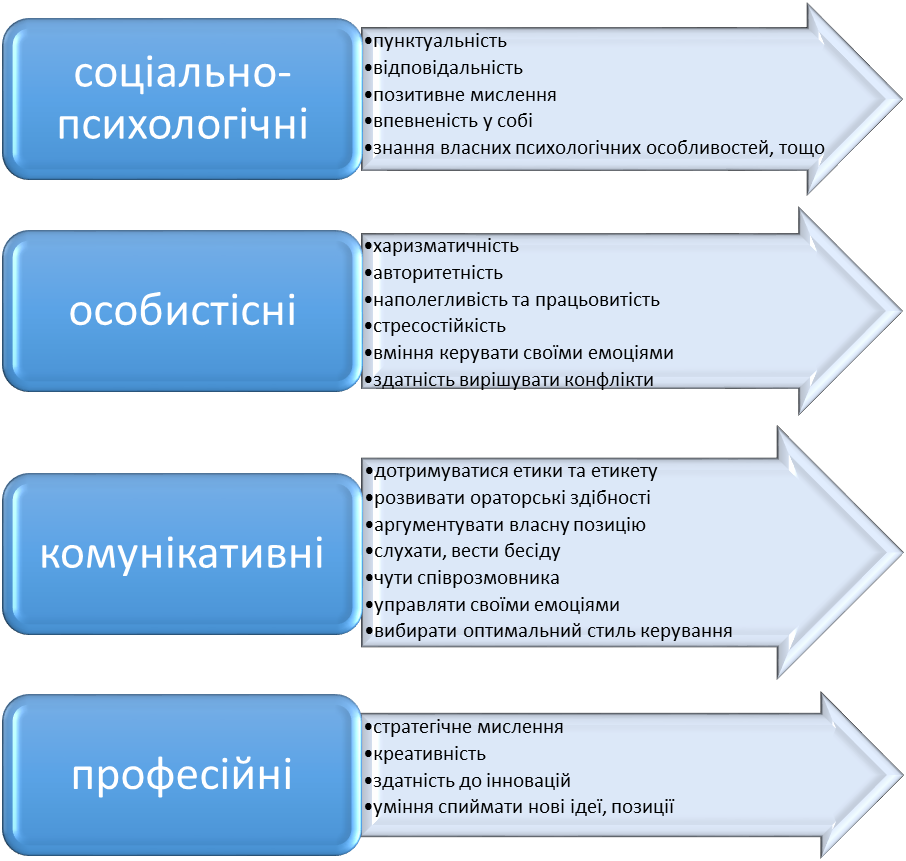 соціально-
психологічні
•пунктуальність
•відповідальність
•позитивне мислення
•впевненість у собі
•знання власних психологічних особливостей, тощо
особистісні
•харизматичність
•авторитетність
•наполегливість та працьовитість
•стресостійкість
•вміння керувати своїми емоціями
•здатність вирішувати конфлікти
комунікативні
•дотримуватися етики та етикету
•розвивати ораторські здібності
•аргументувати власну позицію
•слухати, вести бесіду
•чути співрозмовника
•управляти своїми емоціями
•вибирати оптимальний стиль керування
професійні
•стратегічне мислення
•креативність
•здатність до інновацій
•уміння спиймати нові ідеї, позиції